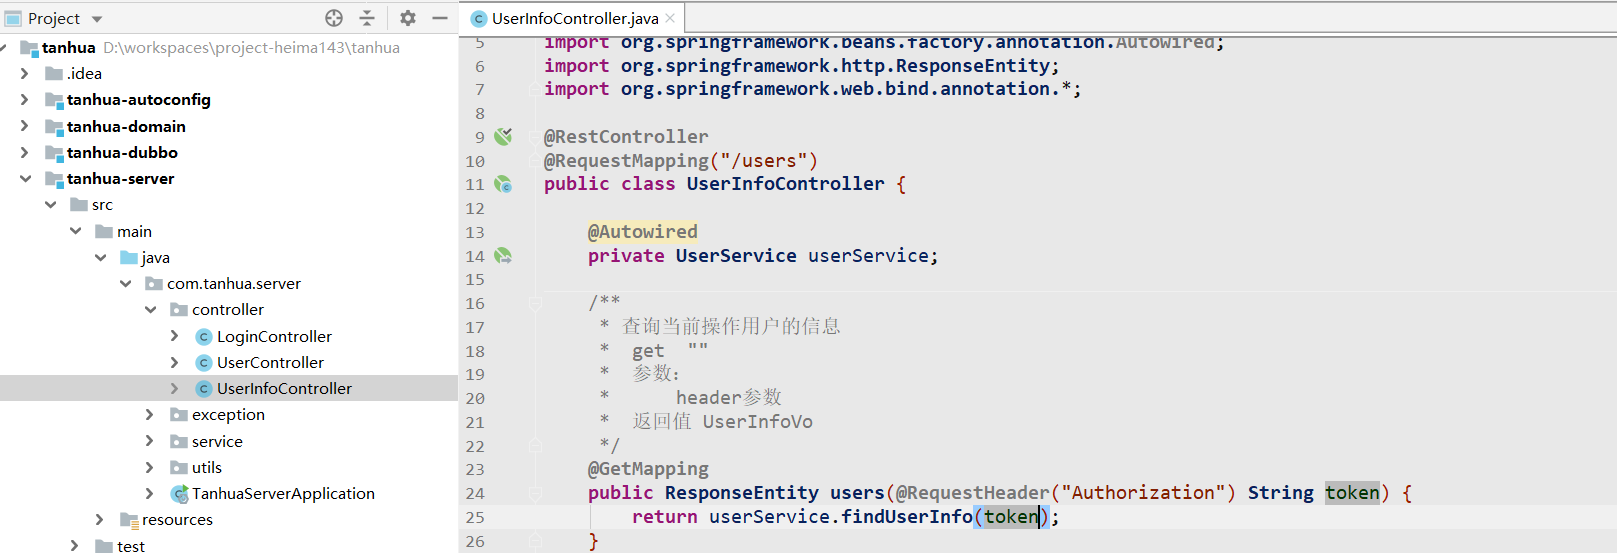 Project
tanhua D:\workspaces\project-heima143\tanhua
.idea
tanhua-autoconfig
tanhua-domain
tanhua-dubbo
tanhua-server
src
main
java
com.tanhua.server
controller
LoginController
UserController
UserInfoController
exception
service
utils
TanhuaServerApplication
resources
test
UserInfoController.java
5 import org.springframework.beans.factory.annotation.Autowired;
6 import org.springframework.http.ResponseEntity;
7 import org.springframework.web.bind.annotation.*;
8
9 @RestController
10 @RequestMapping("/users")
11 public class UserInfoController {
12
13 @Autowired
14 private UserService userService;
15
16 /**
17 * 查询当前操作用户的信息
18 * get ""
19 * 参数:
20 * header参数
21 * 返回值 UserInfoVo
22 */
23 @GetMapping
24 public ResponseEntity users(@RequestHeader("Authorization") String token) {
25 return userService.findUserInfo(token);
26 }